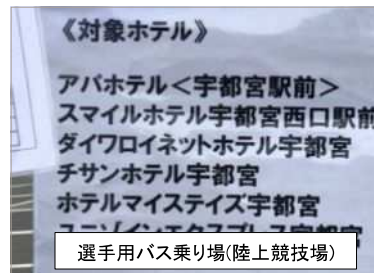 《対象ホテル》
アパホテル<宇都宮駅前>
スマイルホテル宇都宮西口駅前
ダイワロイネットホテル宇都宮
チサンホテル宇都宮
ホテルマイステイズ宇都宮
選手用バス乗り場(陸上競技場)